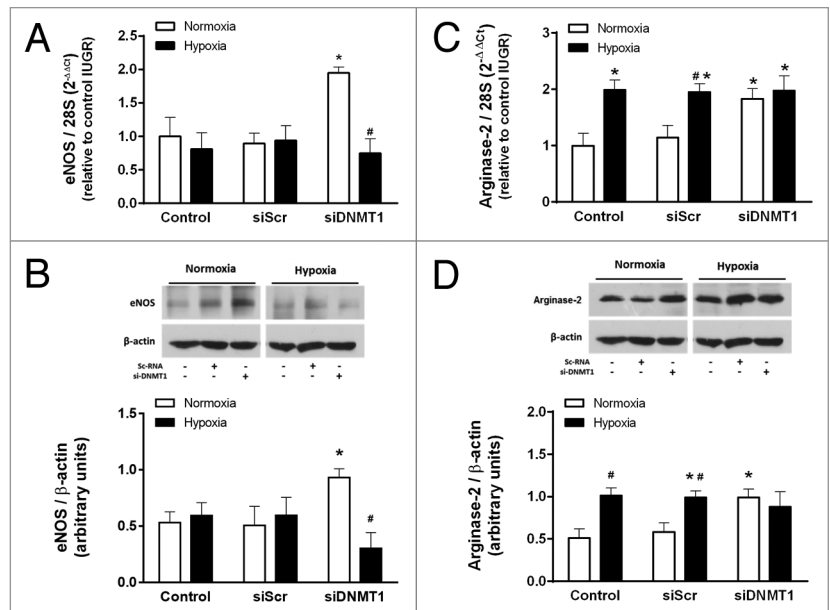 A
Normoxia
Hypoxia
eNOS / 28S (2^-ΔΔCt)
(relative to control IUGR)
2.5
2.0
1.5
1.0
0.5
0.0
*
#
Control siScr siDNMT1
C
Normoxia
Hypoxia
Arginase-2 / 28S (2^-ΔΔCt)
(relative to control IUGR)
3
2
1
0
* # * * *
Control siScr siDNMT1
B
Normoxia Hypoxia
eNOS
β-actin
Sc-RNA - + - - + -
si-DNMT1 - - + - - +
Normoxia
Hypoxia
eNOS / β-actin
(arbitrary units)
1.5
1.0
0.5
0.0
*
#
Control siScr siDNMT1
D
Normoxia Hypoxia
Arginase-2
β-actin
Sc-RNA - + - - + -
si-DNMT1 - - + - - +
Normoxia
Hypoxia
Arginase-2 / β-actin
(arbitrary units)
2.0
1.5
1.0
0.5
0.0
# * # *
Control siScr siDNMT1